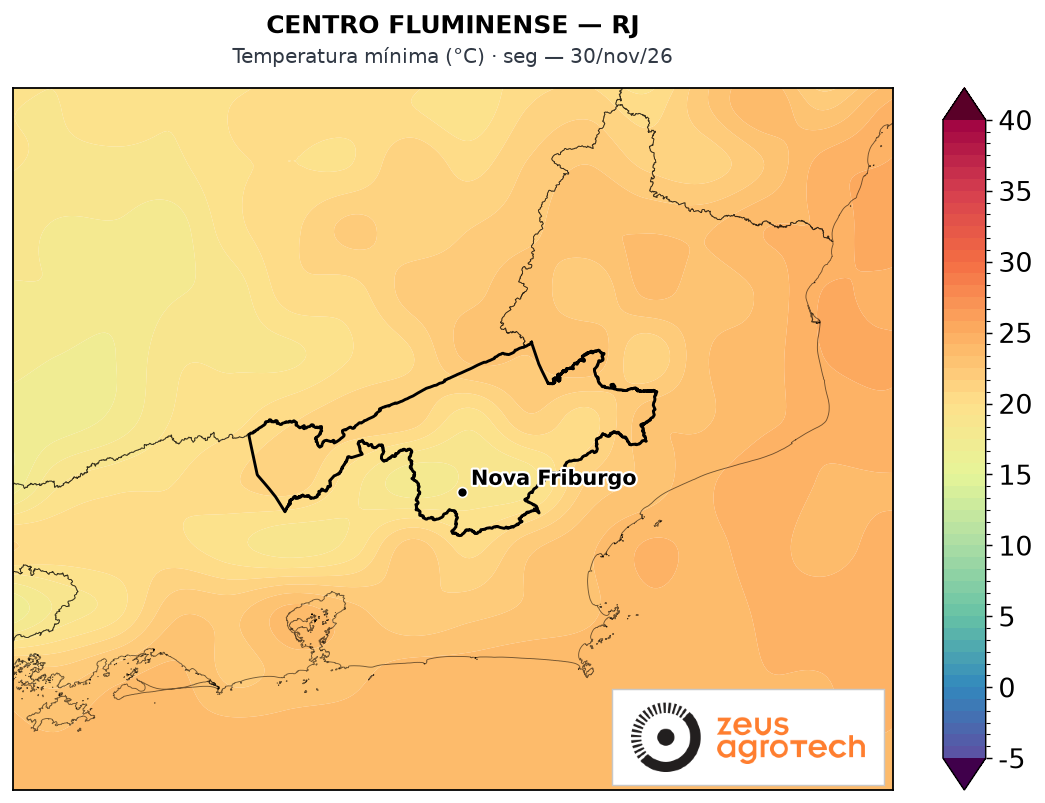 CENTRO FLUMINENSE — RJ
Temperatura mínima (°C) · seg — 30/nov/26
40
35
30
25
20
15
10
5
0
-5
Nova Friburgo
zeus
agrotech